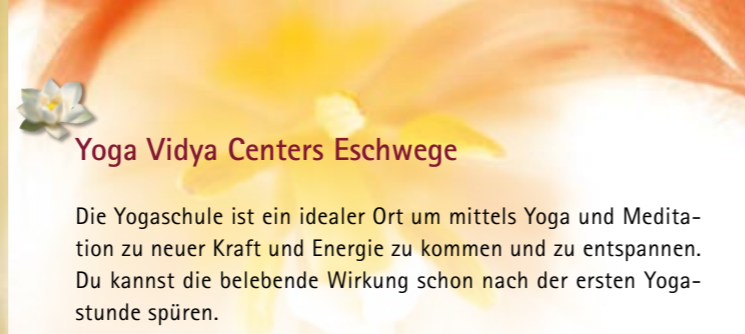 Yoga Vidya Centers Eschwege
Die Yogaschule ist ein idealer Ort um mittels Yoga und Medita-
tion zu neuer Kraft und Energie zu kommen und zu entspannen.
Du kannst die belebende Wirkung schon nach der ersten Yoga-
stunde spüren.